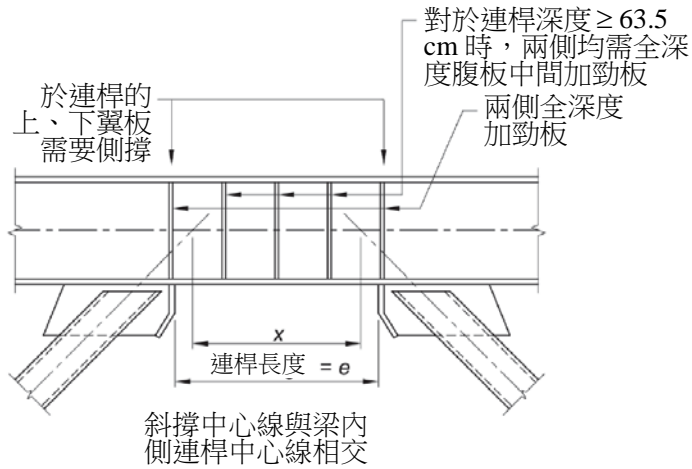 對於連桿深度 ≥ 63.5
cm 時，兩側均需全深
度腹板中間加勁板
於連桿的
上、下翼板
需要側撐
兩側全深度
加勁板
x
連桿長度 = e
斜撐中心線與梁內
側連桿中心線相交